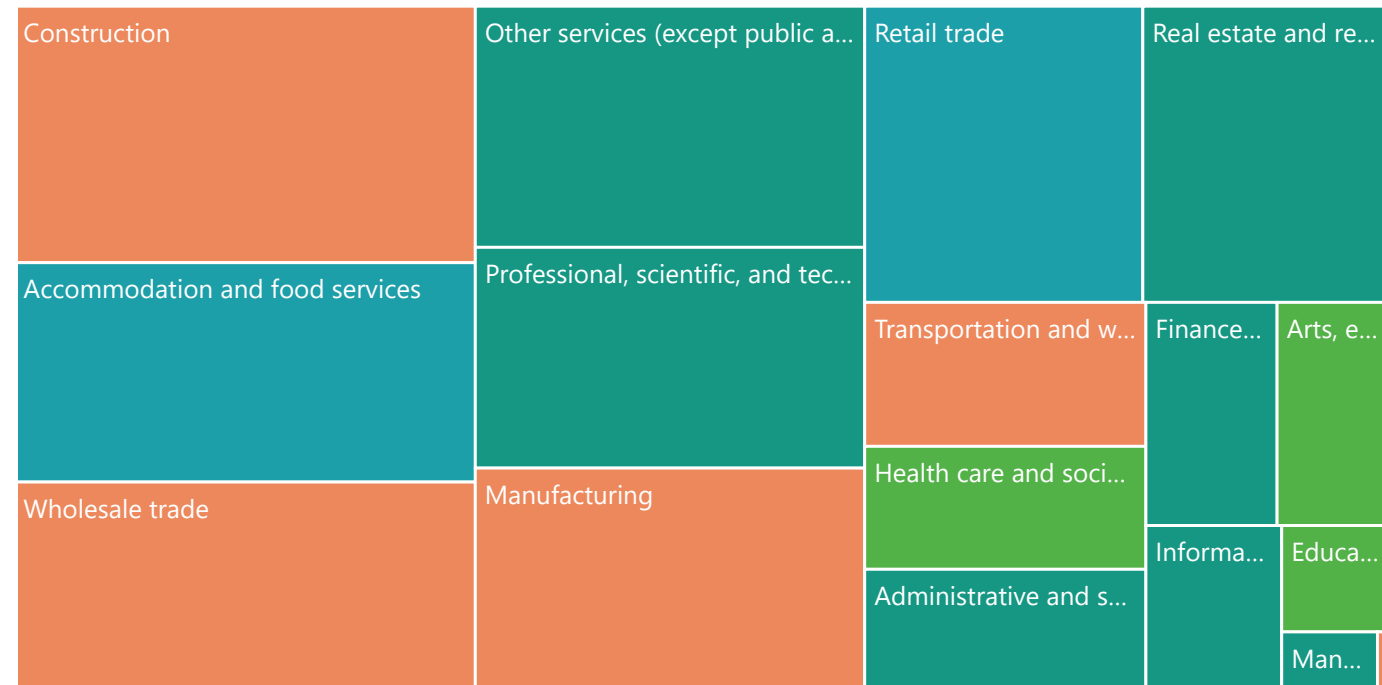 Construction
Accommodation and food services
Wholesale trade
Other services (except public a...
Professional, scientific, and tec...
Manufacturing
Retail trade
Real estate and re...
Transportation and w...
Health care and soci...
Administrative and s...
Finance...
Arts, e...
Informa...
Educa...
Man...